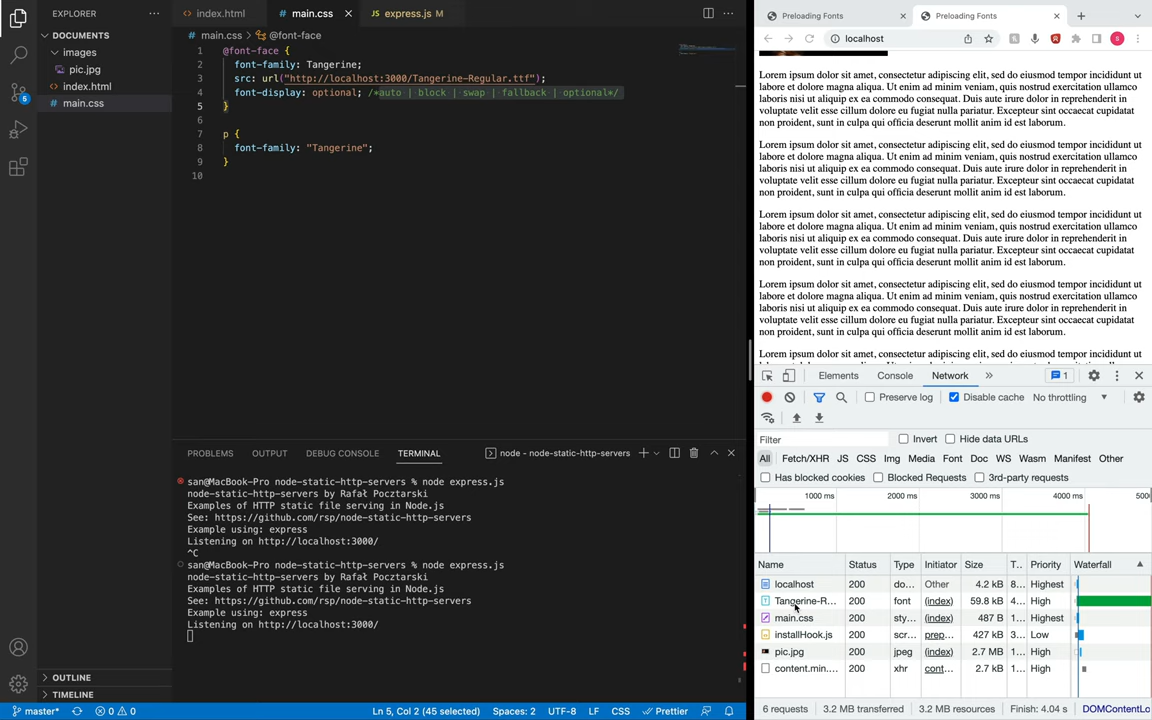 EXPLORER
DOCUMENTS
images
pic.jpg
index.html
main.css
OUTLINE
TIMELINE
5
index.html
main.css
express.js M
main.css > @font-face
1 @font-face {
2 font-family: Tangerine;
3 src: url("http://localhost:3000/Tangerine-Regular.ttf");
4 font-display: optional; /*auto | block | swap | fallback | optional*/
5 }
6
7 p {
8 font-family: "Tangerine";
9 }
10
PROBLEMS OUTPUT DEBUG CONSOLE TERMINAL node - node-static-http-servers
san@MacBook-Pro node-static-http-servers % node express.js
node-static-http-servers by Rafał Pocztarski
Examples of HTTP static file serving in Node.js
See: https://github.com/rsp/node-static-http-servers
Example using: express
Listening on http://localhost:3000/
^C
san@MacBook-Pro node-static-http-servers % node express.js
node-static-http-servers by Rafał Pocztarski
Examples of HTTP static file serving in Node.js
See: https://github.com/rsp/node-static-http-servers
Example using: express
Listening on http://localhost:3000/
master* 0 0 Ln 5, Col 2 (45 selected) Spaces: 2 UTF-8 LF CSS Prettier
Preloading Fonts
Preloading Fonts
localhost
S
Lorem ipsum dolor sit amet, consectetur adipiscing elit, sed do eiusmod tempor incididunt ut
labore et dolore magna aliqua. Ut enim ad minim veniam, quis nostrud exercitation ullamco
laboris nisi ut aliquip ex ea commodo consequat. Duis aute irure dolor in reprehenderit in
voluptate velit esse cillum dolore eu fugiat nulla pariatur. Excepteur sint occaecat cupidatat
non proident, sunt in culpa qui officia deserunt mollit anim id est laborum.
Lorem ipsum dolor sit amet, consectetur adipiscing elit, sed do eiusmod tempor incididunt ut
labore et dolore magna aliqua. Ut enim ad minim veniam, quis nostrud exercitation ullamco
laboris nisi ut aliquip ex ea commodo consequat. Duis aute irure dolor in reprehenderit in
voluptate velit esse cillum dolore eu fugiat nulla pariatur. Excepteur sint occaecat cupidatat
non proident, sunt in culpa qui officia deserunt mollit anim id est laborum.
Lorem ipsum dolor sit amet, consectetur adipiscing elit, sed do eiusmod tempor incididunt ut
labore et dolore magna aliqua. Ut enim ad minim veniam, quis nostrud exercitation ullamco
laboris nisi ut aliquip ex ea commodo consequat. Duis aute irure dolor in reprehenderit in
voluptate velit esse cillum dolore eu fugiat nulla pariatur. Excepteur sint occaecat cupidatat
non proident, sunt in culpa qui officia deserunt mollit anim id est laborum.
Lorem ipsum dolor sit amet, consectetur adipiscing elit, sed do eiusmod tempor incididunt ut
labore et dolore magna aliqua. Ut enim ad minim veniam, quis nostrud exercitation ullamco
laboris nisi ut aliquip ex ea commodo consequat. Duis aute irure dolor in reprehenderit in
voluptate velit esse cillum dolore eu fugiat nulla pariatur. Excepteur sint occaecat cupidatat
non proident, sunt in culpa qui officia deserunt mollit anim id est laborum.
Lorem ipsum dolor sit amet, consectetur adipiscing elit, sed do eiusmod tempor incididunt ut
Elements Console Network » 1
Preserve log Disable cache No throttling
Filter Invert Hide data URLs
All Fetch/XHR JS CSS Img Media Font Doc WS Wasm Manifest Other
Has blocked cookies Blocked Requests 3rd-party requests
1000 ms 2000 ms 3000 ms 4000 ms 500
Name Status Type Initiator Size T.. Priority Waterfall
localhost 200 do... Other 4.2 kB 8... Highest
Tangerine-R... 200 font (index) 59.8 kB 4... High
main.css 200 sty... (index) 487 B 1... Highest
installHook.js 200 scr... prep... 427 kB 3... Low
pic.jpg 200 jpeg (index) 2.7 MB 1... High
content.min.... 200 xhr cont... 2.7 kB 1... High
6 requests 3.2 MB transferred 3.2 MB resources Finish: 4.04 s DOMContentLo